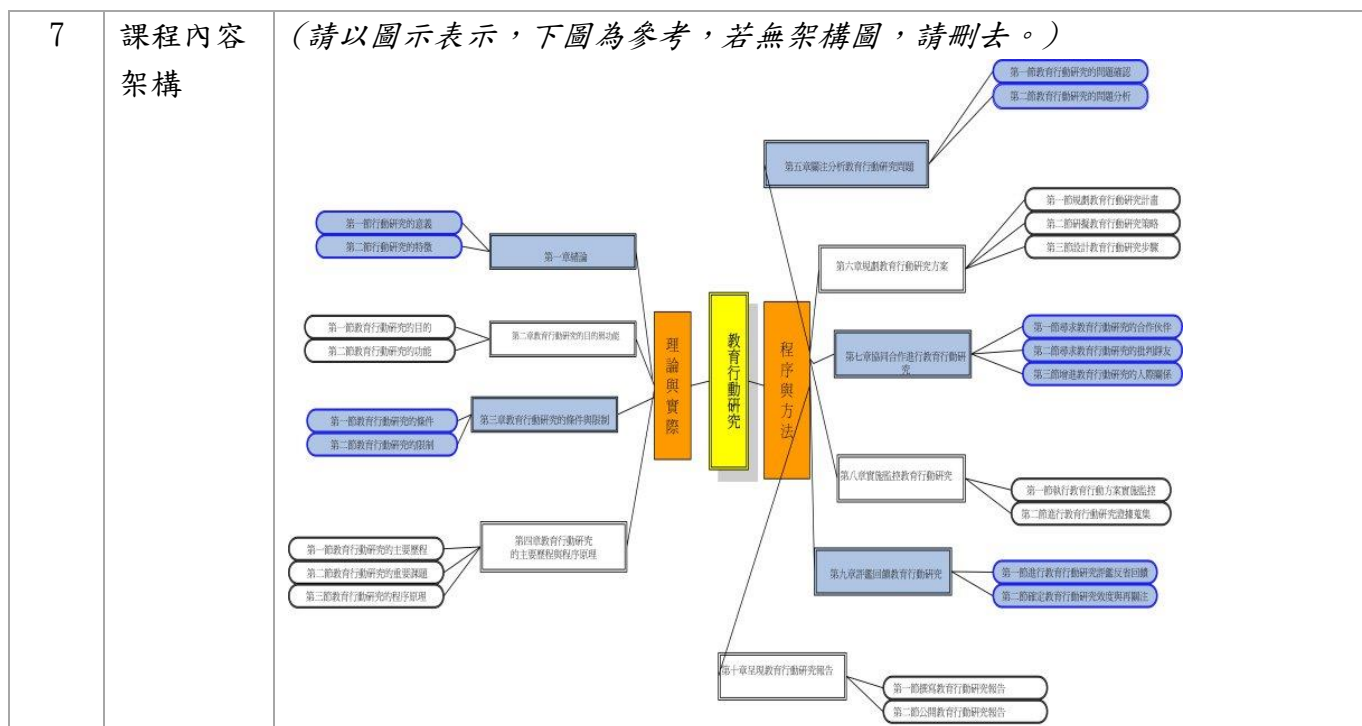 7
課程內容
架構
(請以圖示表示，下圖為參考，若無架構圖，請刪去。)
教育行動研究
理論與實際
第一章緒論
第一節行動研究的意義
第二節行動研究的特徵
第二章教育行動研究的目的與功能
第一節教育行動研究的目的
第二節教育行動研究的功能
第三章教育行動研究的條件與限制
第一節教育行動研究的條件
第二節教育行動研究的限制
第四章教育行動研究
的主要歷程與程序原理
第一節教育行動研究的主要歷程
第二節教育行動研究的重要課題
第三節教育行動研究的程序原理
程序與方法
第五章關注分析教育行動研究問題
第一節教育行動研究的問題確認
第二節教育行動研究的問題分析
第六章規劃教育行動研究方案
第一節規劃教育行動研究計畫
第二節研擬教育行動研究策略
第三節設計教育行動研究步驟
第七章協同合作進行教育行動研
究
第一節尋求教育行動研究的合作伙伴
第二節尋求教育行動研究的批判諍友
第三節增進教育行動研究的人際關係
第八章實施監控教育行動研究
第一節執行教育行動方案實施監控
第二節進行教育行動研究證據蒐集
第九章評鑑回饋教育行動研究
第一節進行教育行動研究評鑑反省回饋
第二節確定教育行動研究效度與再關注
第十章呈現教育行動研究報告
第一節撰寫教育行動研究報告
第二節公開教育行動研究報告